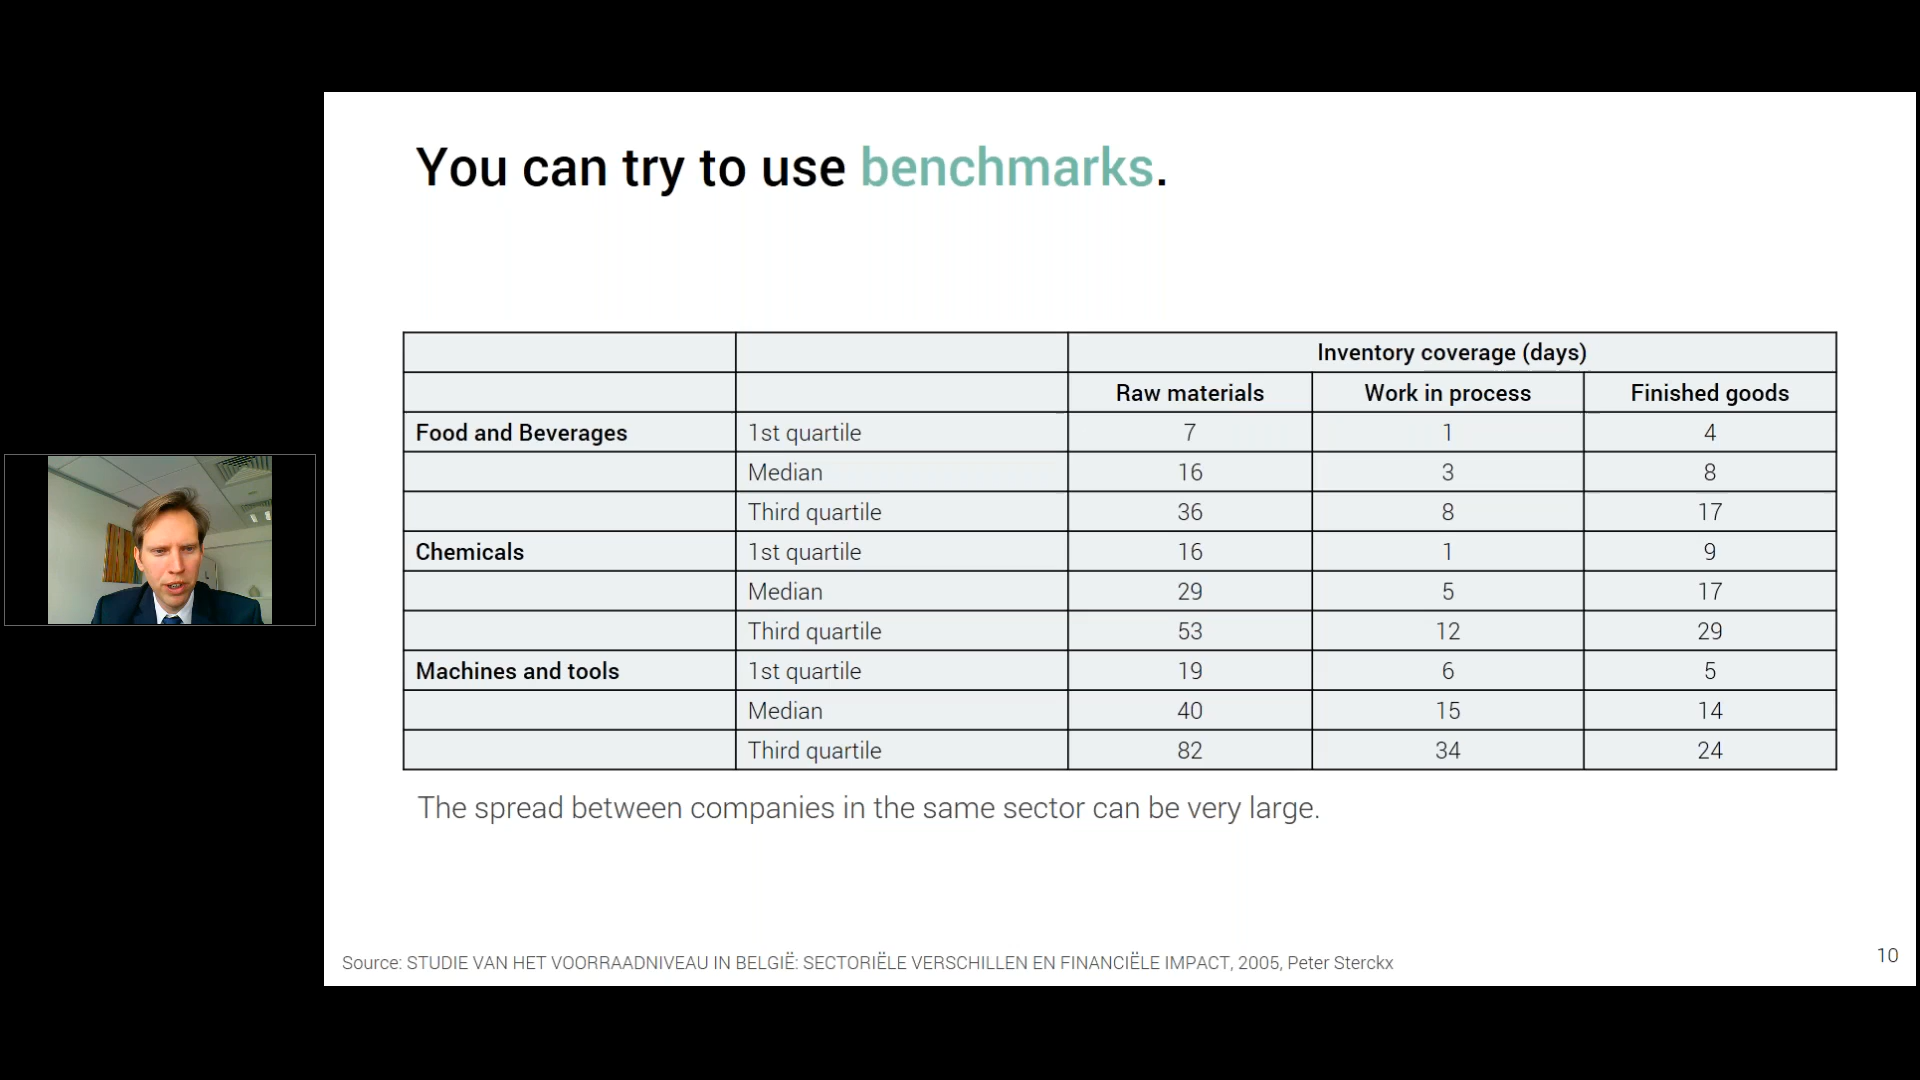 You can try to use benchmarks.
Inventory coverage (days)
Raw materials Work in process Finished goods
Food and Beverages 1st quartile 7 1 4
Median 16 3 8
Third quartile 36 8 17
Chemicals 1st quartile 16 1 9
Median 29 5 17
Third quartile 53 12 29
Machines and tools 1st quartile 19 6 5
Median 40 15 14
Third quartile 82 34 24
The spread between companies in the same sector can be very large.
Source: STUDIE VAN HET VOORRAADNIVEAU IN BELGIË: SECTORIËLE VERSCHILLEN EN FINANCIËLE IMPACT, 2005, Peter Sterckx
10